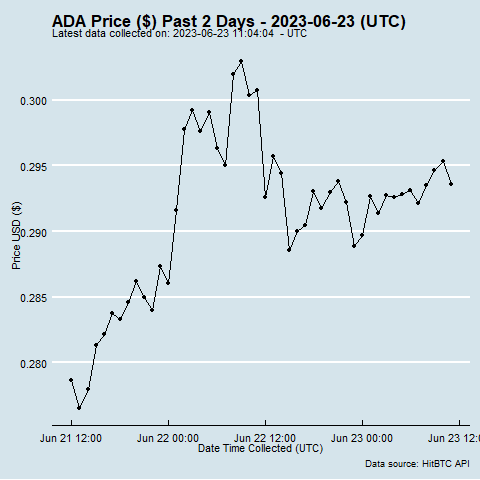 ADA Price ($) Past 2 Days - 2023-06-23 (UTC)
Latest data collected on: 2023-06-23 11:04:04 - UTC
0.300
0.295
0.290
0.285
0.280
Price USD ($)
Jun 21 12:00 Jun 22 00:00 Jun 22 12:00 Jun 23 00:00 Jun 23 12:0
Date Time Collected (UTC)
Data source: HitBTC API